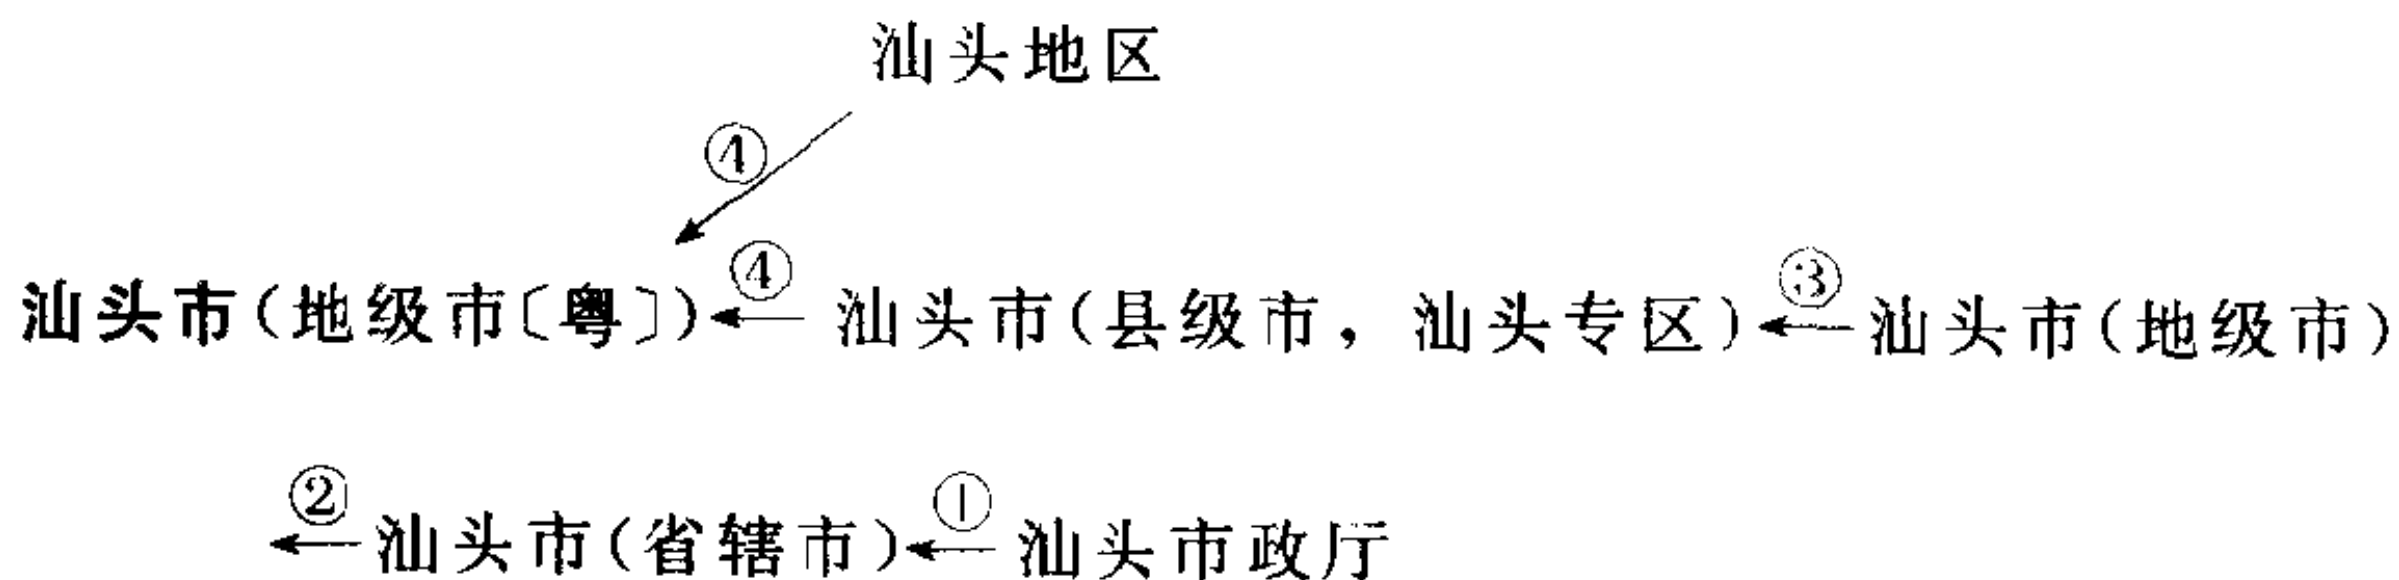 汕头地区
④
汕头市(地级市〔粤〕)←④汕头市(县级市，汕头专区)←③汕头市(地级市)
←②汕头市(省辖市)←①汕头市政厅